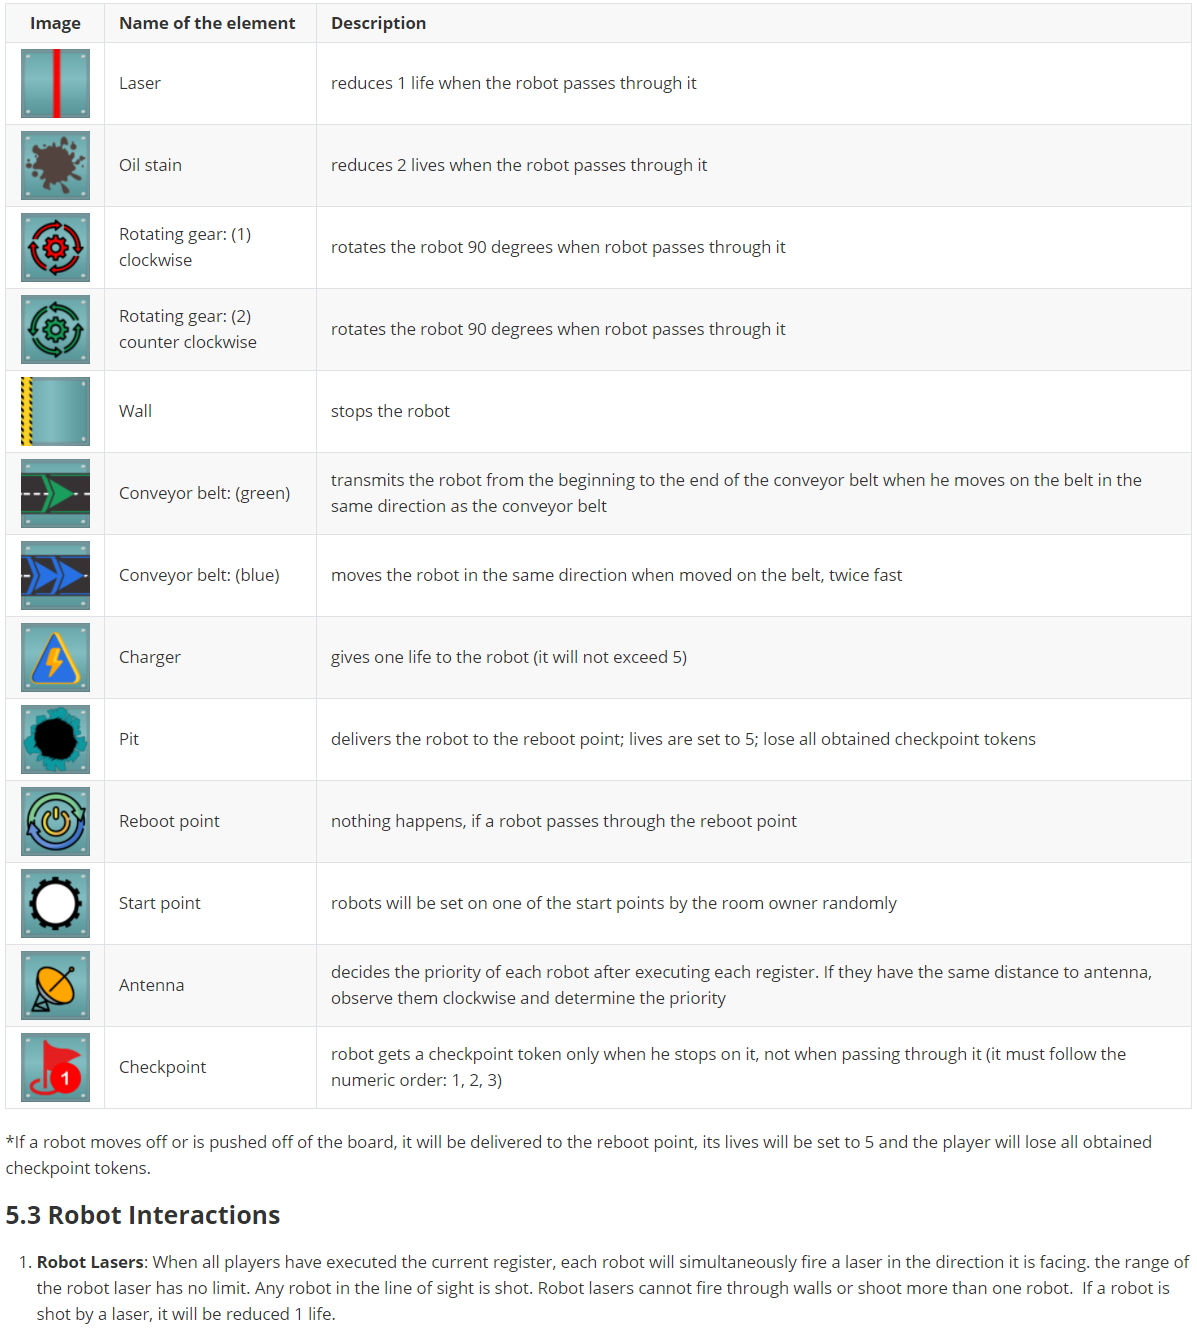 Image Name of the element Description
Laser reduces 1 life when the robot passes through it
Oil stain reduces 2 lives when the robot passes through it
Rotating gear: (1)
clockwise
rotates the robot 90 degrees when robot passes through it
Rotating gear: (2)
counter clockwise
rotates the robot 90 degrees when robot passes through it
Wall stops the robot
Conveyor belt: (green)
transmits the robot from the beginning to the end of the conveyor belt when he moves on the belt in the
same direction as the conveyor belt
Conveyor belt: (blue) moves the robot in the same direction when moved on the belt, twice fast
Charger gives one life to the robot (it will not exceed 5)
Pit delivers the robot to the reboot point; lives are set to 5; lose all obtained checkpoint tokens
Reboot point nothing happens, if a robot passes through the reboot point
Start point robots will be set on one of the start points by the room owner randomly
Antenna
decides the priority of each robot after executing each register. If they have the same distance to antenna,
observe them clockwise and determine the priority
1
Checkpoint
robot gets a checkpoint token only when he stops on it, not when passing through it (it must follow the
numeric order: 1, 2, 3)
*If a robot moves off or is pushed off of the board, it will be delivered to the reboot point, its lives will be set to 5 and the player will lose all obtained
checkpoint tokens.
5.3 Robot Interactions
1. Robot Lasers: When all players have executed the current register, each robot will simultaneously fire a laser in the direction it is facing. the range of
the robot laser has no limit. Any robot in the line of sight is shot. Robot lasers cannot fire through walls or shoot more than one robot. If a robot is
shot by a laser, it will be reduced 1 life.